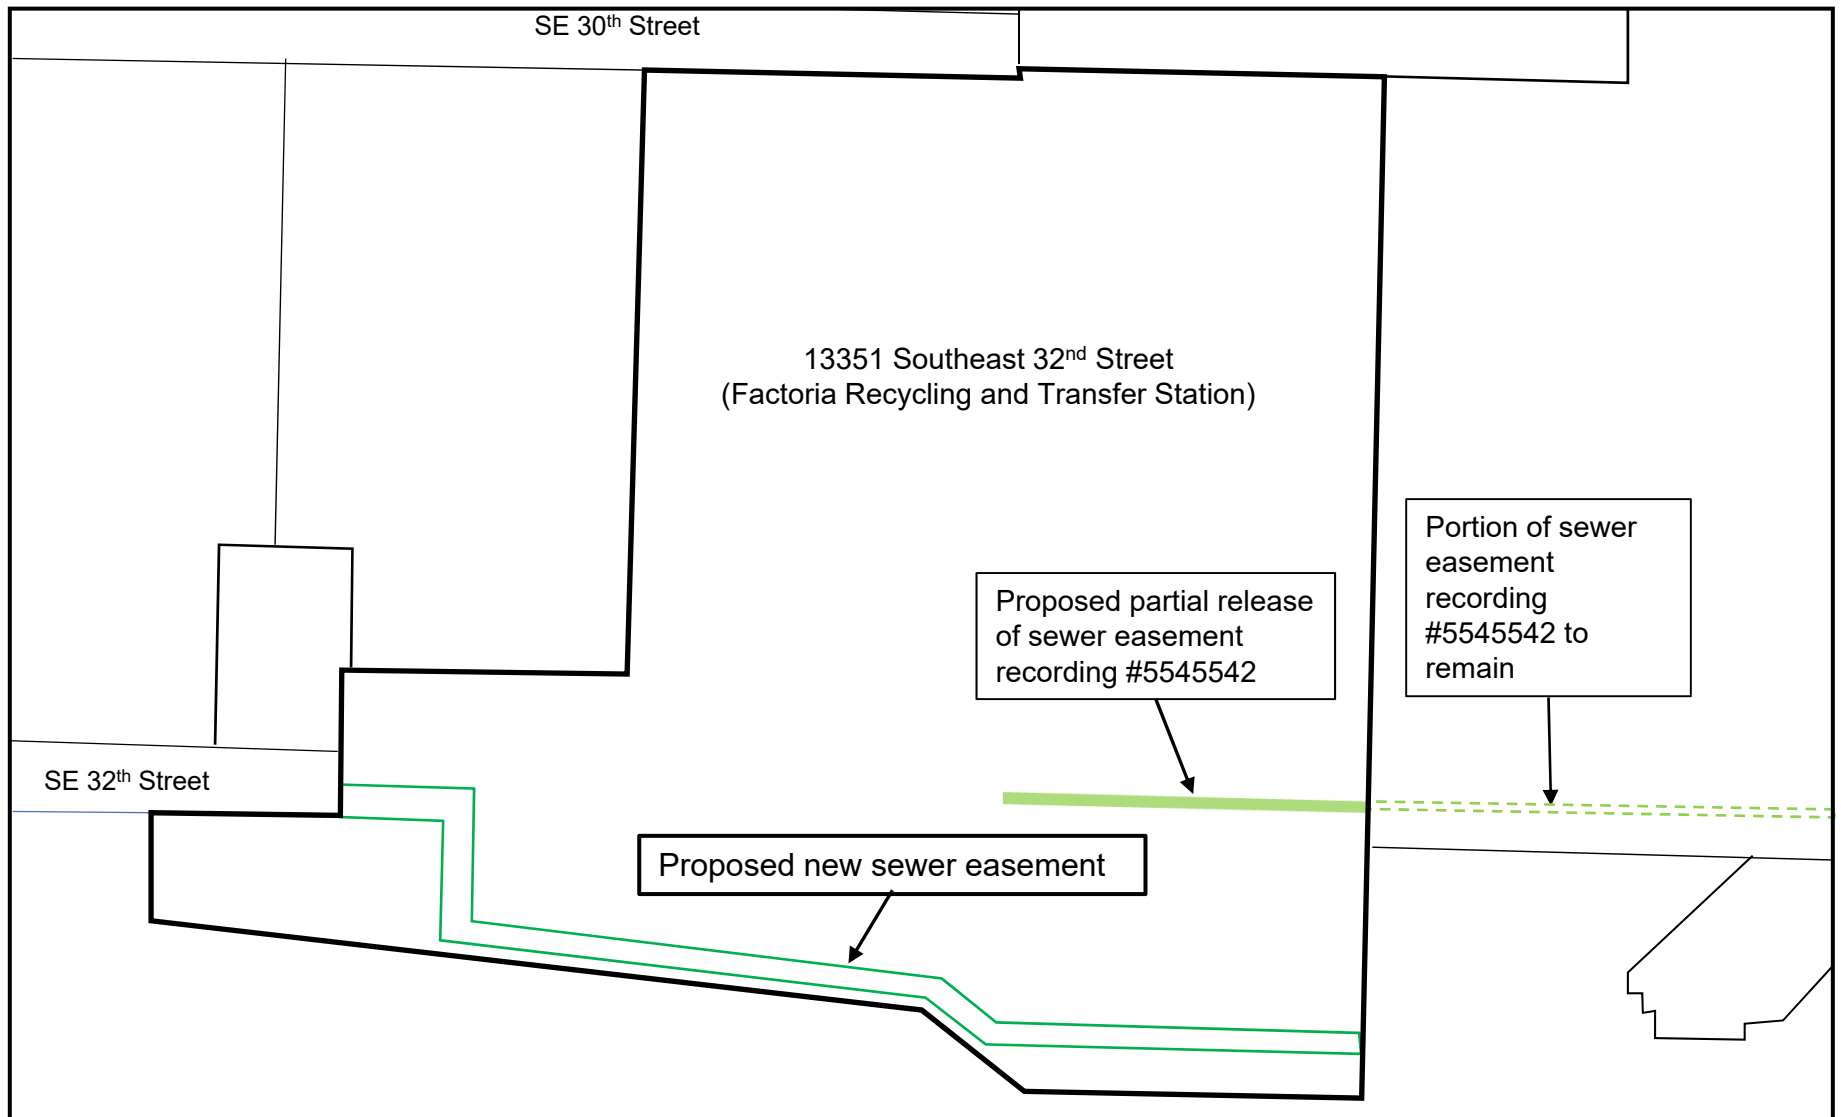 SE 30th Street
13351 Southeast 32nd Street
(Factoria Recycling and Transfer Station)
Portion of sewer
easement
recording
#5545542 to
remain
Proposed partial release
of sewer easement
recording #5545542
SE 32th Street
Proposed new sewer easement